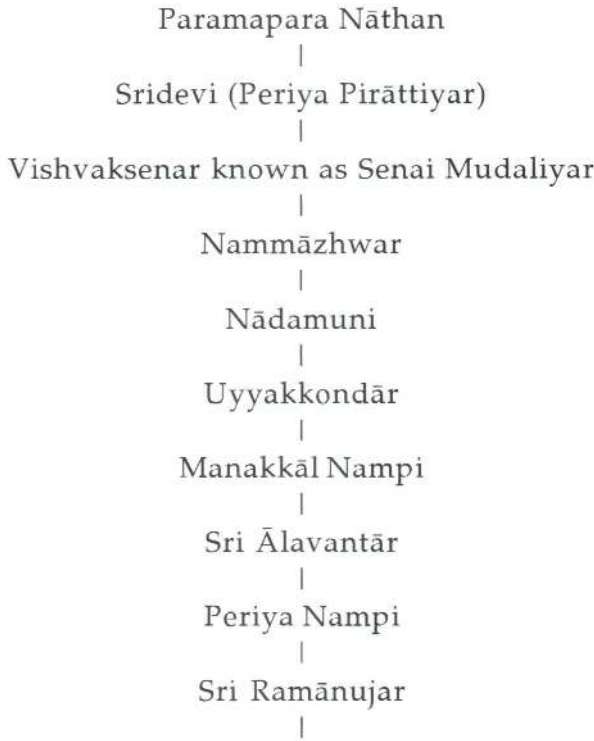 Paramapara Nāthan
|
Sridevi (Periya Pirāttiyar)
|
Vishvaksenar known as Senai Mudaliyar
|
Nammāzhwar
|
Nādamuni
|
Uyyakkondār
|
Manakkāl Nampi
|
Sri Ālavantār
|
Periya Nampi
|
Sri Ramānujar
|